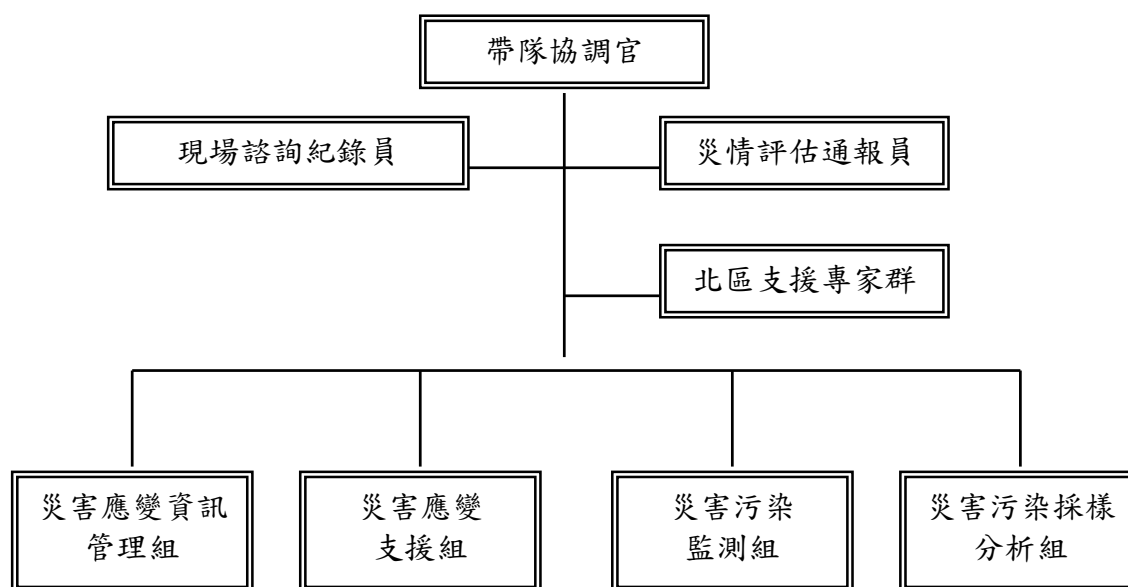 帶隊協調官
現場諮詢紀錄員
災情評估通報員
北區支援專家群
災害應變資訊
管理組
災害應變
支援組
災害污染
監測組
災害污染採樣
分析組